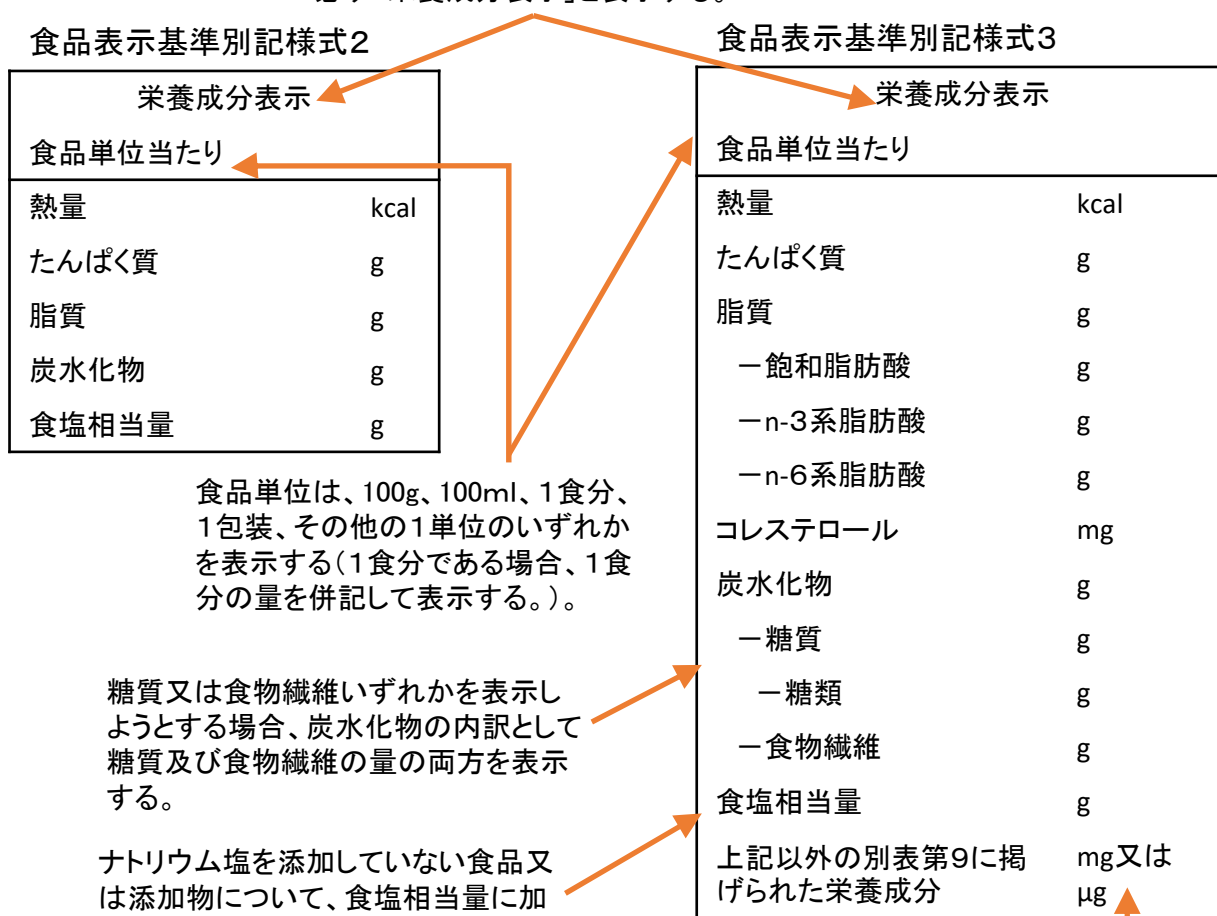 必ず「栄養成分表示」と表示する。
食品表示基準別記様式2
栄養成分表示
食品単位当たり
熱量 kcal
たんぱく質 g
脂質 g
炭水化物 g
食塩相当量 g
食品表示基準別記様式3
栄養成分表示
食品単位当たり
熱量 kcal
たんぱく質 g
脂質 g
－飽和脂肪酸 g
－n-3系脂肪酸 g
－n-6系脂肪酸 g
コレステロール mg
炭水化物 g
－糖質 g
－糖類 g
－食物繊維 g
食塩相当量 g
上記以外の別表第9に掲 mg又は
げられた栄養成分 μg
食品単位は、100g、100ml、1食分、
1包装、その他の1単位のいずれか
を表示する(1食分である場合、1食
分の量を併記して表示する。)。
糖質又は食物繊維いずれかを表示し
ようとする場合、炭水化物の内訳として
糖質及び食物繊維の量の両方を表示
する。
ナトリウム塩を添加していない食品又
は添加物について、食塩相当量に加